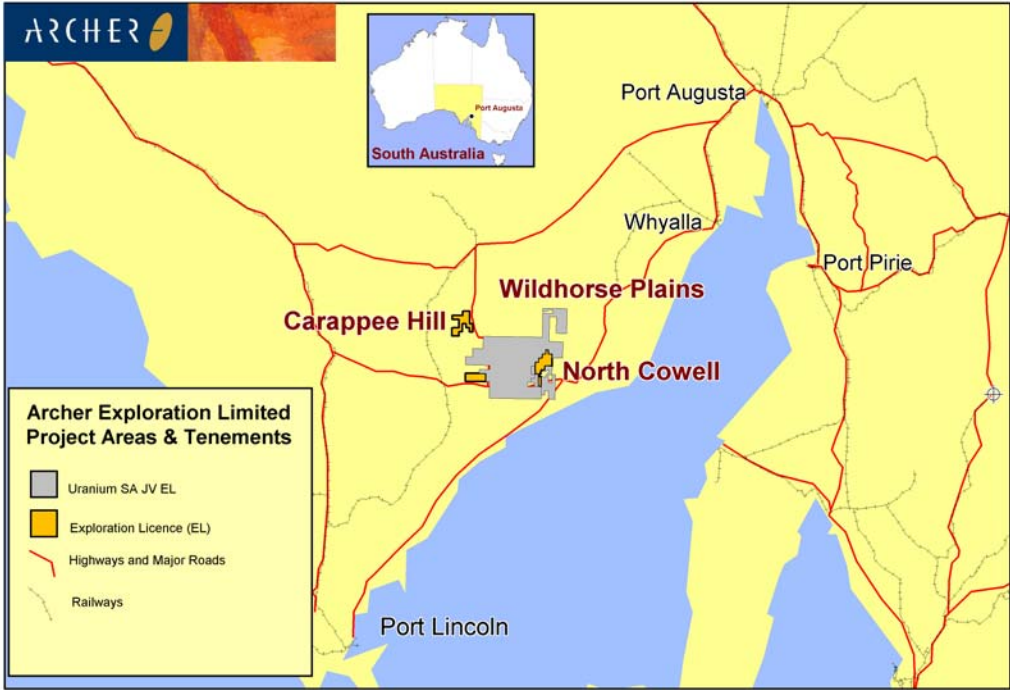 ARCHER
Port Augusta
South Australia
Port Augusta
Whyalla
Port Pirie
Wildhorse Plains
Carappee Hill
North Cowell
Archer Exploration Limited
Project Areas & Tenements
Uranium SA JV EL
Exploration Licence (EL)
Highways and Major Roads
Railways
Port Lincoln